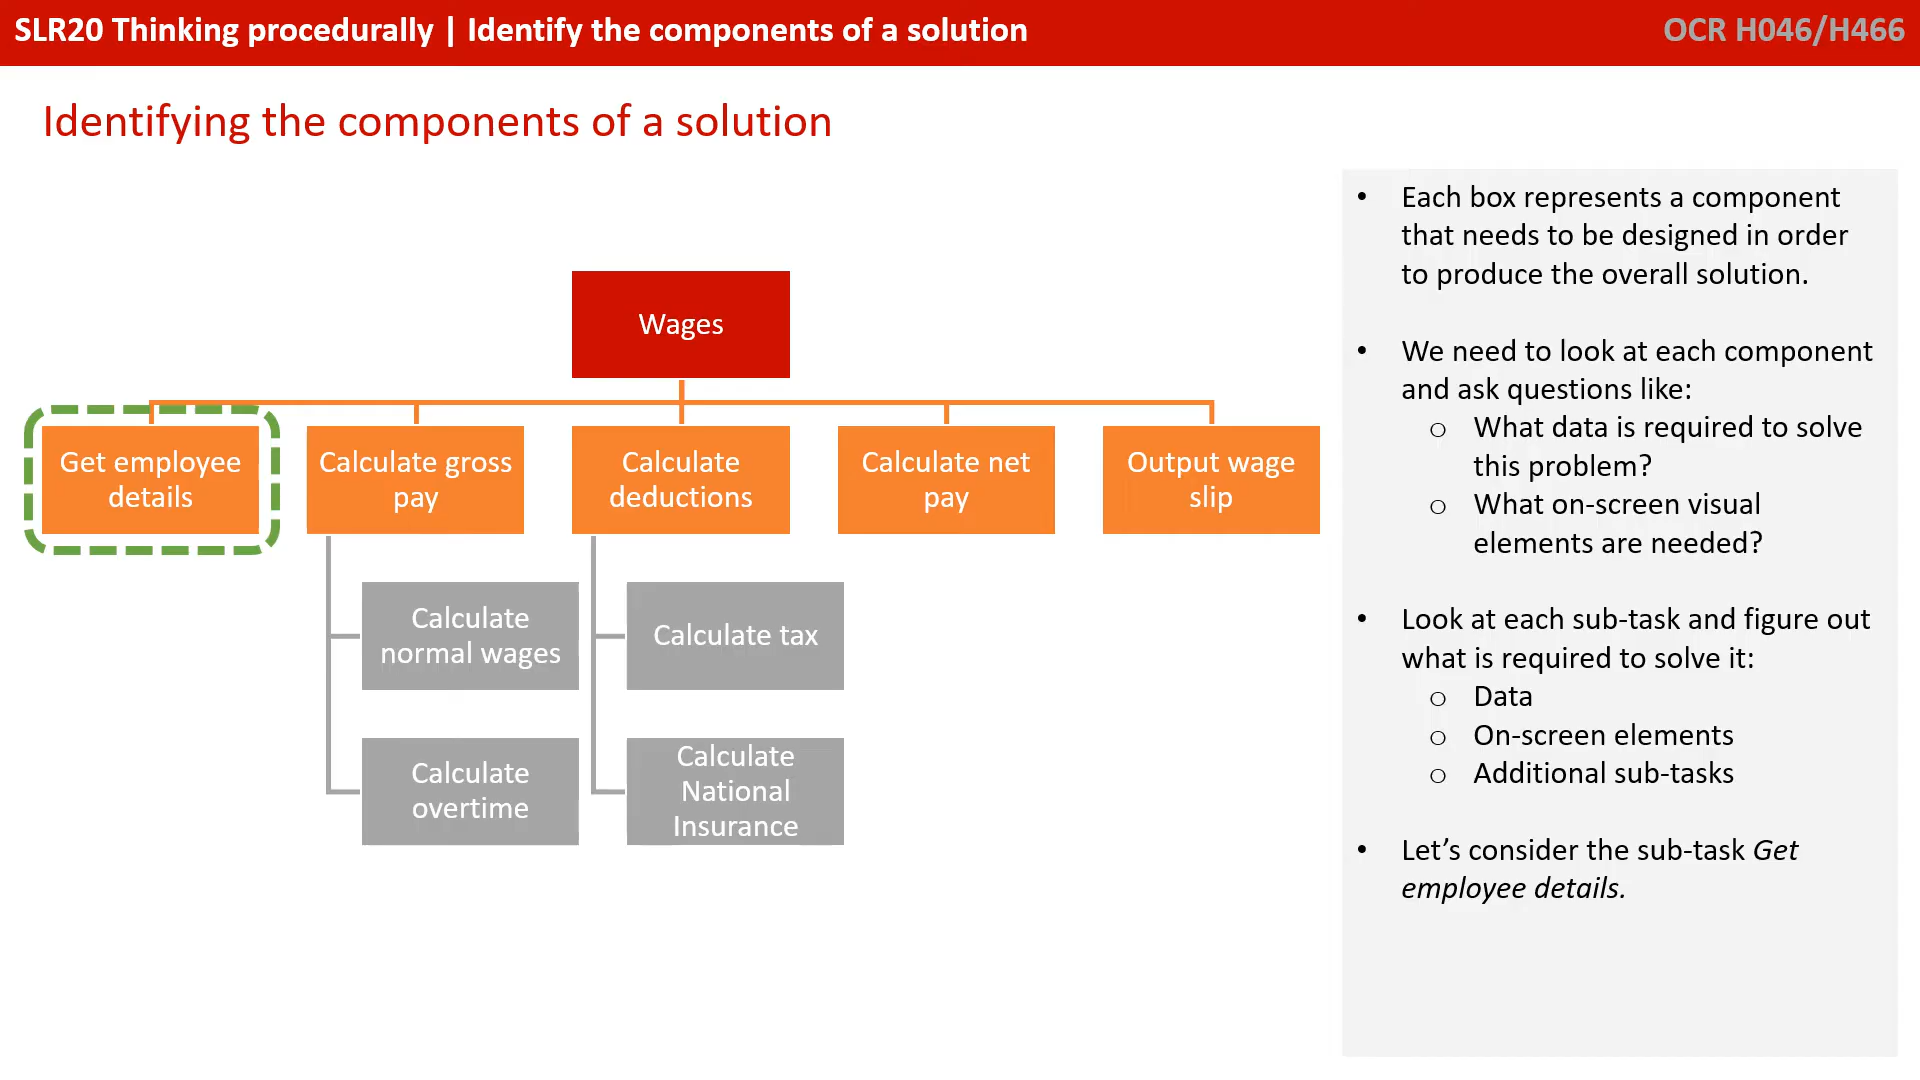 SLR20 Thinking procedurally | Identify the components of a solution
OCR H046/H466
Identifying the components of a solution
Wages
Get employee
details
Calculate gross
pay
Calculate
deductions
Calculate net
pay
Output wage
slip
Calculate
normal wages
Calculate tax
Calculate
overtime
Calculate
National
Insurance
• Each box represents a component
that needs to be designed in order
to produce the overall solution.
• We need to look at each component
and ask questions like:
o What data is required to solve
this problem?
o What on-screen visual
elements are needed?
• Look at each sub-task and figure out
what is required to solve it:
o Data
o On-screen elements
o Additional sub-tasks
• Let’s consider the sub-task Get
employee details.